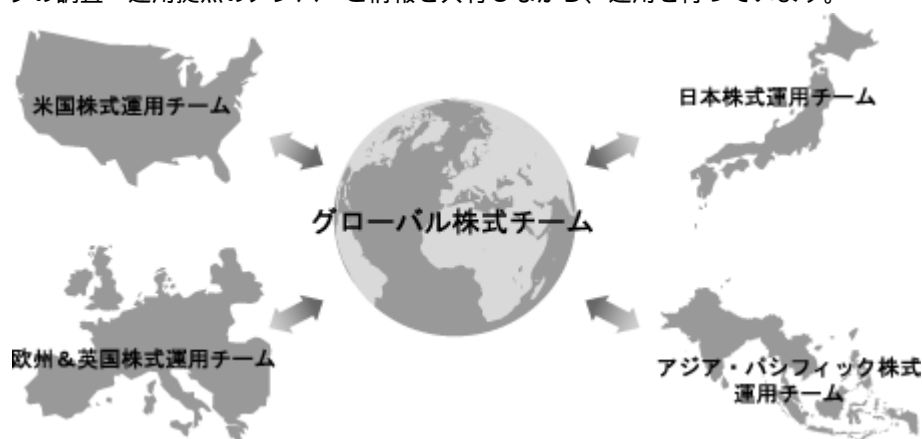 米国株式運用チーム
日本株式運用チーム
グローバル株式チーム
欧州＆英国株式運用チーム
アジア・パシフィック株式
運用チーム